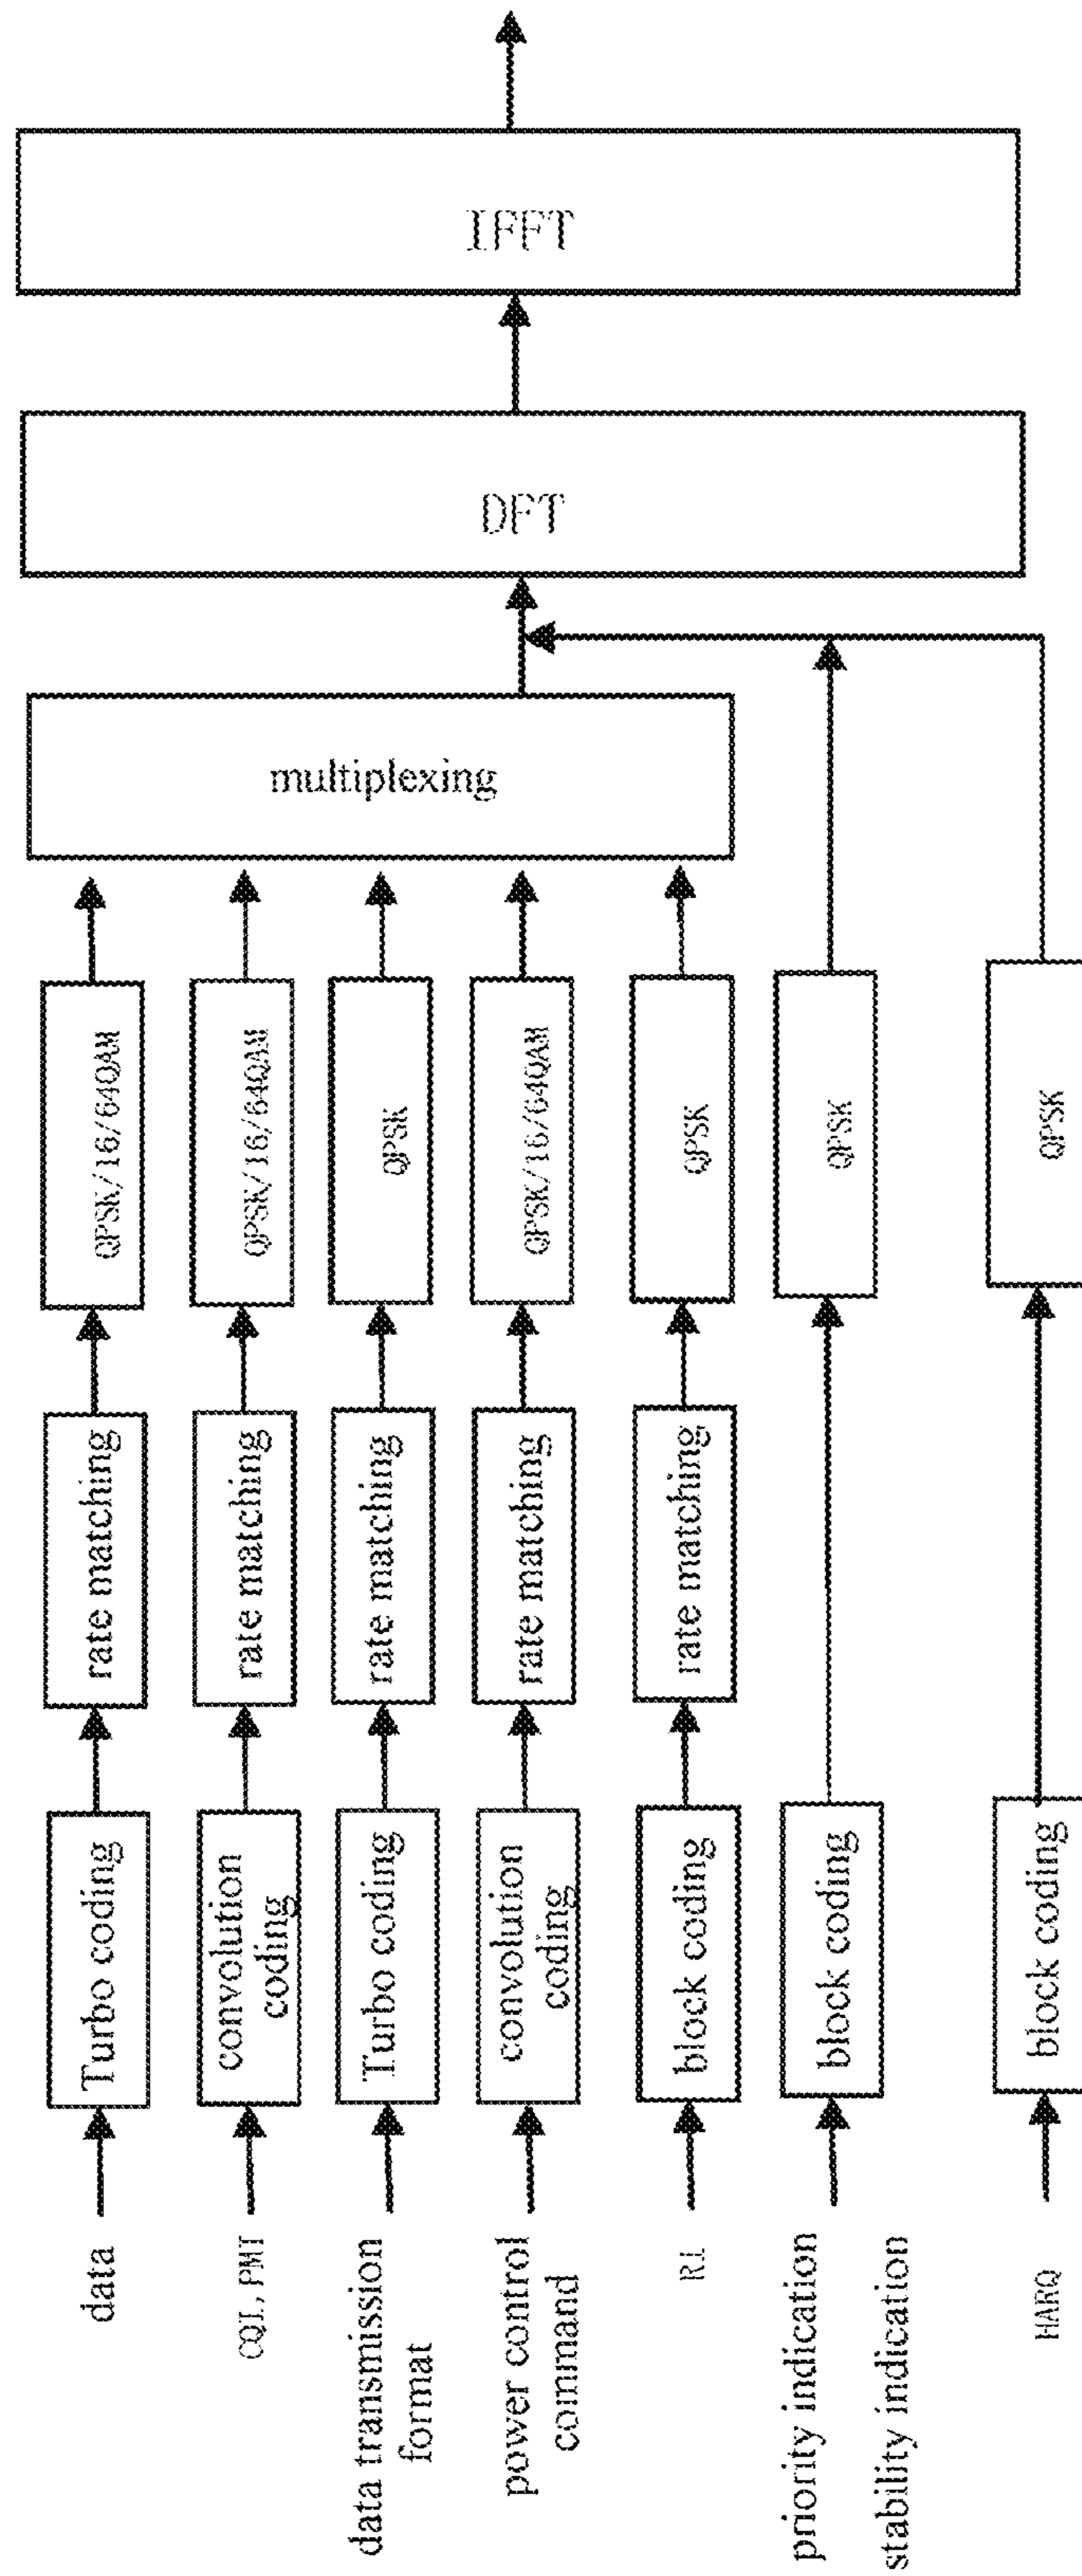 data
Turbo coding
rate matching
QPSK/16/64QAM
CQI,PMI
convolution
coding
rate matching
QPSK/16/64QAM
data transmission
format
Turbo coding
rate matching
QPSK
power control
command
convolution
coding
rate matching
QPSK/16/64QAM
RI
block coding
rate matching
QPSK
priority indication
stability indication
block coding
QPSK
HARQ
block coding
QPSK
multiplexing
DFT
IFFT